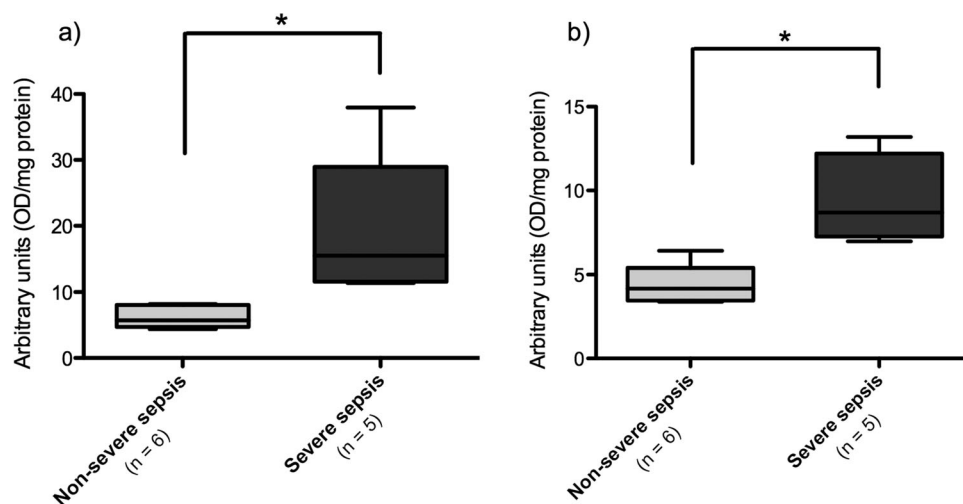 a)
*
Arbitrary units (OD/mg protein)
40
30
20
10
0
Non-severe sepsis
(n = 6)
Severe sepsis
(n = 5)
b)
*
Arbitrary units (OD/mg protein)
15
10
5
0
Non-severe sepsis
(n = 6)
Severe sepsis
(n = 5)